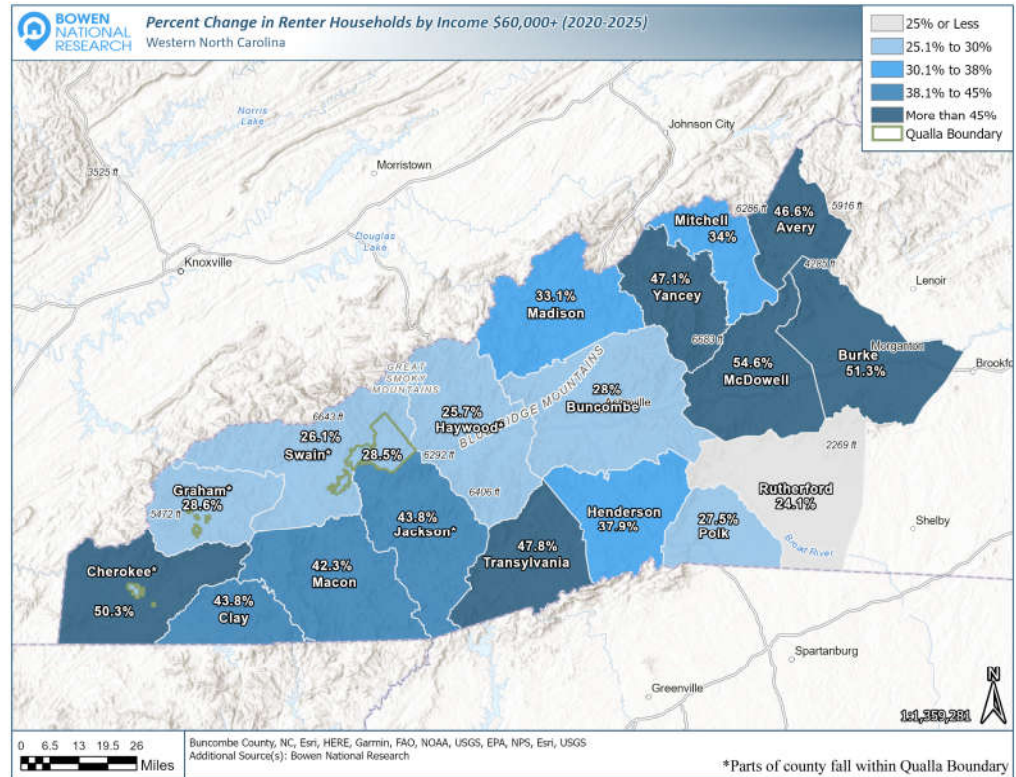 BOWEN
NATIONAL
RESEARCH
Percent Change in Renter Households by Income $60,000+ (2020-2025)
Western North Carolina
25% or Less
25.1% to 30%
30.1% to 38%
38.1% to 45%
More than 45%
Qualla Boundary
Norris
Lake
Johnson City
Morristown
3525 ft
6286 ft
5916 ft
46.6%
Avery
Mitchell
34%
Douglas
Lake
Knoxville
4285 ft
Lenoir
47.1%
Yancey
33.1%
Madison
6683 ft
Burke
Morganton
51.3%
54.6%
McDowell
Brookfo
GREAT
SMOKY
MOUNTAINS
BLUE RIDGE MOUNTAINS
28%
Asheville
Buncombe
25.7%
Haywood*
6643 ft
26.1%
Swain*
28.5%
6292 ft
2269 ft
6406 ft
Graham*
28.6%
5472 ft
Rutherford
24.1%
Henderson
37.9%
27.5%
Polk
Shelby
43.8%
Jackson*
Broad River
47.8%
Transylvania
42.3%
Macon
Cherokee*
50.3%
43.8%
Clay
Spartanburg
Greenville
N
1:1,359,281
0 6.5 13 19.5 26
Miles
Buncombe County, NC, Esri, HERE, Garmin, FAO, NOAA, USGS, EPA, NPS, Esri, USGS
Additional Source(s): Bowen National Research
*Parts of county fall within Qualla Boundary